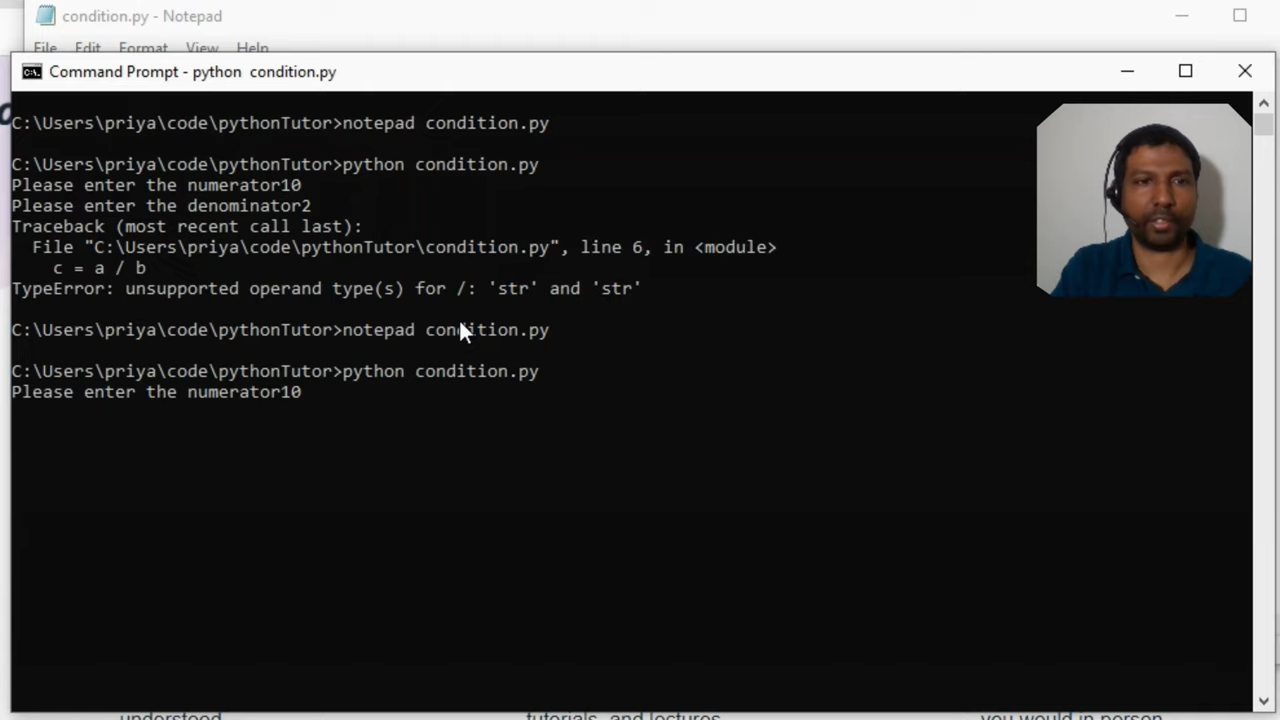 condition.py - Notepad
File Edit Format View Help
Command Prompt - python  condition.py
C:\Users\priya\code\pythonTutor>notepad condition.py
C:\Users\priya\code\pythonTutor>python condition.py
Please enter the numerator10
Please enter the denominator2
Traceback (most recent call last):
  File "C:\Users\priya\code\pythonTutor\condition.py", line 6, in <module>
    c = a / b
TypeError: unsupported operand type(s) for /: 'str' and 'str'
C:\Users\priya\code\pythonTutor>notepad condition.py
C:\Users\priya\code\pythonTutor>python condition.py
Please enter the numerator10
understood tutorials, and lectures you would in person